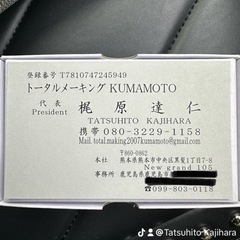 登録番号 T7810747245949
トータルメーキング KUMAMOTO
代表
President
梶原達仁
TATSUHITO KAJIHARA
携帯 080-3229-1158
Mail. total.making2007kumamoto@gmail.com
〒860-0862
本社 熊本県熊本市中央区黒髪1丁目7-8
New grand 105
事務所 鹿児島県鹿児島市
☎099-803-0118
@Tatsuhito Kajihara